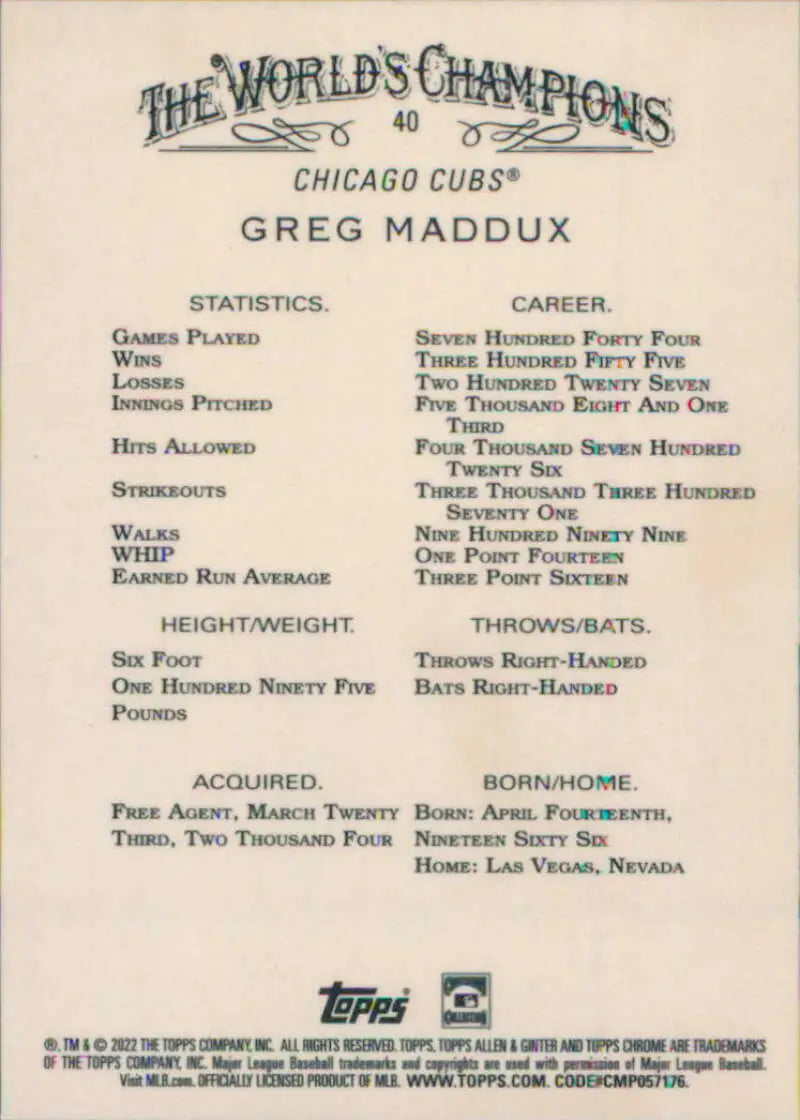 THE WORLD'S CHAMPIONS
40
CHICAGO CUBS®
GREG MADDUX
STATISTICS. CAREER.
GAMES PLAYED SEVEN HUNDRED FORTY FOUR
WINS THREE HUNDRED FIFTY FIVE
LOSSES TWO HUNDRED TWENTY SEVEN
INNINGS PITCHED FIVE THOUSAND EIGHT AND ONE
THIRD
HITS ALLOWED FOUR THOUSAND SEVEN HUNDRED
TWENTY SIX
STRIKEOUTS THREE THOUSAND THREE HUNDRED
SEVENTY ONE
WALKS NINE HUNDRED NINETY NINE
WHIP ONE POINT FOURTEEN
EARNED RUN AVERAGE THREE POINT SIXTEEN
HEIGHT/WEIGHT. THROWS/BATS.
SIX FOOT THROWS RIGHT-HANDED
ONE HUNDRED NINETY FIVE BATS RIGHT-HANDED
POUNDS
ACQUIRED. BORN/HOME.
FREE AGENT, MARCH TWENTY BORN: APRIL FOURTEENTH,
THIRD, TWO THOUSAND FOUR NINETEEN SIXTY SIX
HOME: LAS VEGAS, NEVADA
Topps®
®, TM & © 2022 THE TOPPS COMPANY, INC. ALL RIGHTS RESERVED. TOPPS, TOPPS ALLEN & GINTER AND TOPPS CHROME ARE TRADEMARKS
OF THE TOPPS COMPANY, INC. Major League Baseball trademarks and copyrights are used with permission of Major League Baseball.
Visit MLB.com. OFFICIALLY LICENSED PRODUCT OF MLB. WWW.TOPPS.COM. CODE#CMP057176.